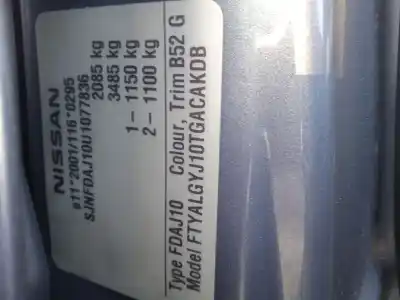 NISSAN
e11*2001/116*0295
SJNFDAJ10U1077836
2085 kg
3485 kg
1 – 1150 kg
2 – 1100 kg
Type FDAJ10 Colour, Trim B52 G
Model FTYALGYJ10TGACAKDB